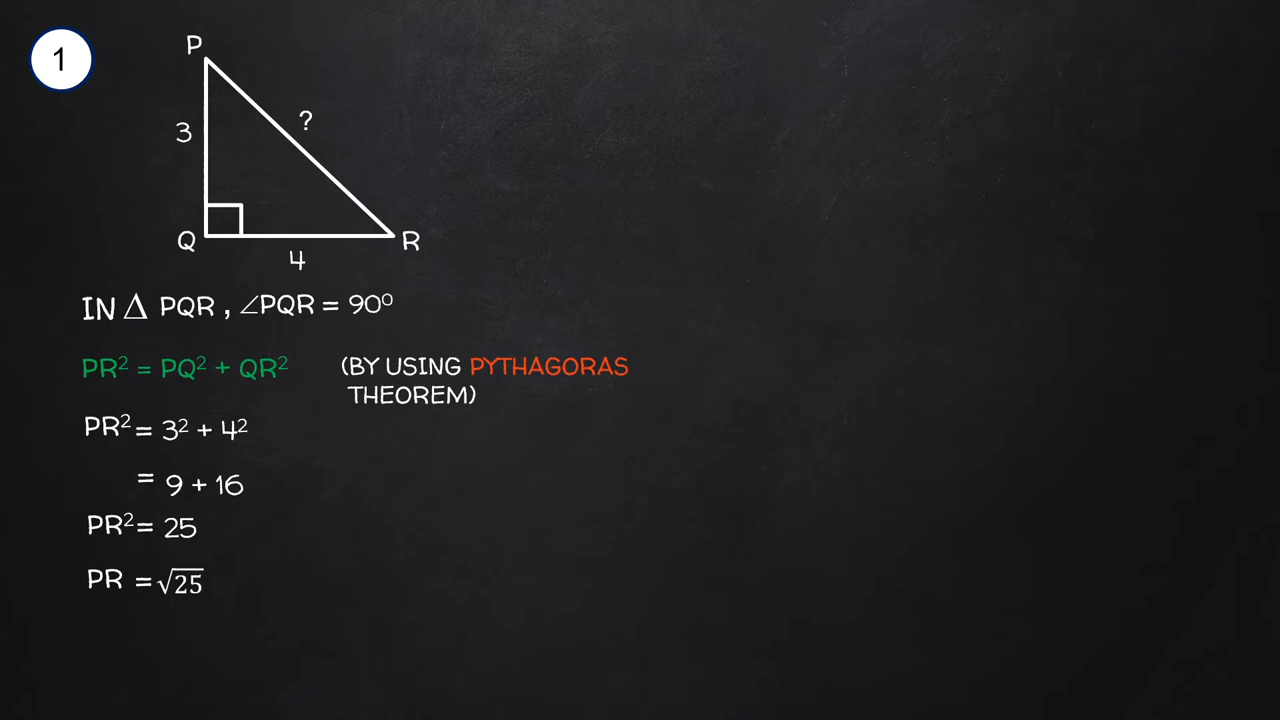 1
P
3
?
Q
R
4
IN Δ PQR , ∠PQR = 90⁰
PR² = PQ² + QR² (BY USING PYTHAGORAS
THEOREM)
PR² = 3² + 4²
= 9 + 16
PR² = 25
PR = √25